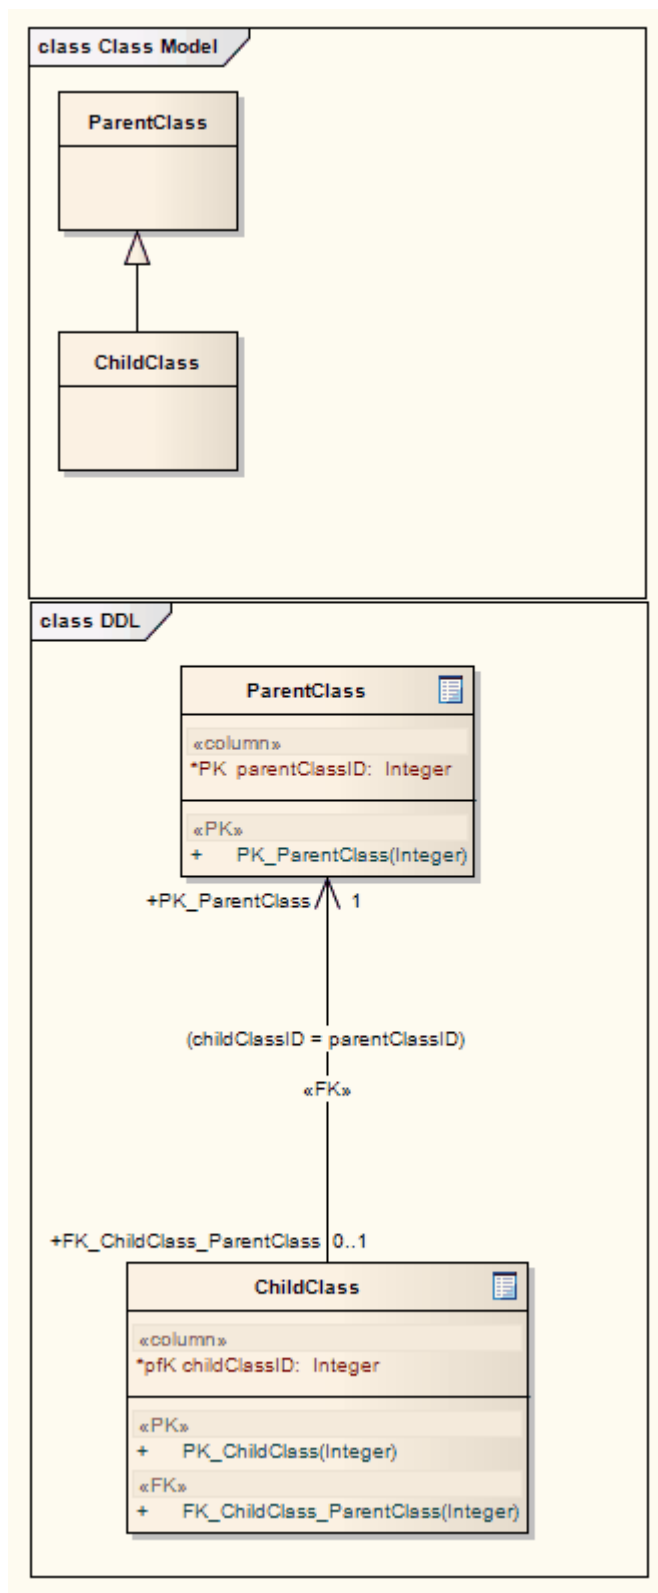 class Class Model
ParentClass
ChildClass
class DDL
ParentClass
«column»
*PK parentClassID: Integer
«PK»
+ PK_ParentClass(Integer)
+PK_ParentClass 1
(childClassID = parentClassID)
«FK»
+FK_ChildClass_ParentClass 0..1
ChildClass
«column»
*pfK childClassID: Integer
«PK»
+ PK_ChildClass(Integer)
«FK»
+ FK_ChildClass_ParentClass(Integer)